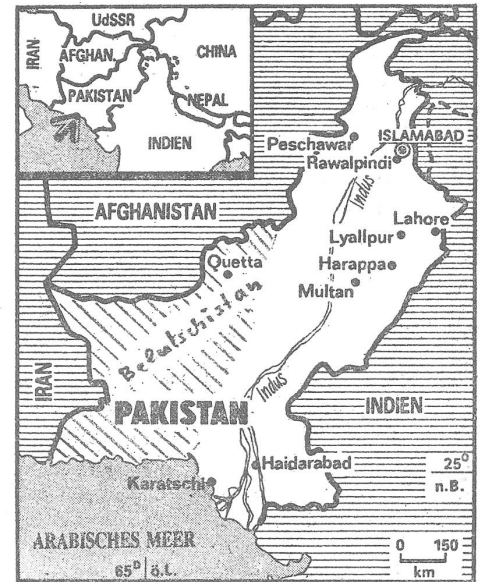 UdSSR
IRAN
AFGHAN.
CHINA
PAKISTAN
NEPAL
INDIEN
Peschawar
ISLAMABAD
Rawalpindi
Indus
AFGHANISTAN
Lahore
Lyallpur
Quetta
Harappa
Multan
Belutschistan
IRAN
Indus
PAKISTAN
INDIEN
Haidarabad
25°
n.B.
Karatschi
ARABISCHES MEER
0 150
km
65° ö.L.